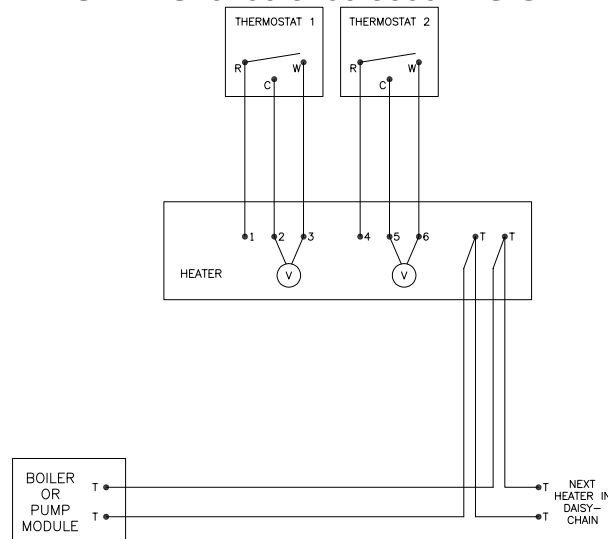 THERMOSTAT 1
THERMOSTAT 2
R
W
C
R
W
C
1
2
3
4
5
6
T
T
HEATER
V
V
BOILER
OR
PUMP
MODULE
T
T
T
T
NEXT
HEATER IN
DAISY-
CHAIN